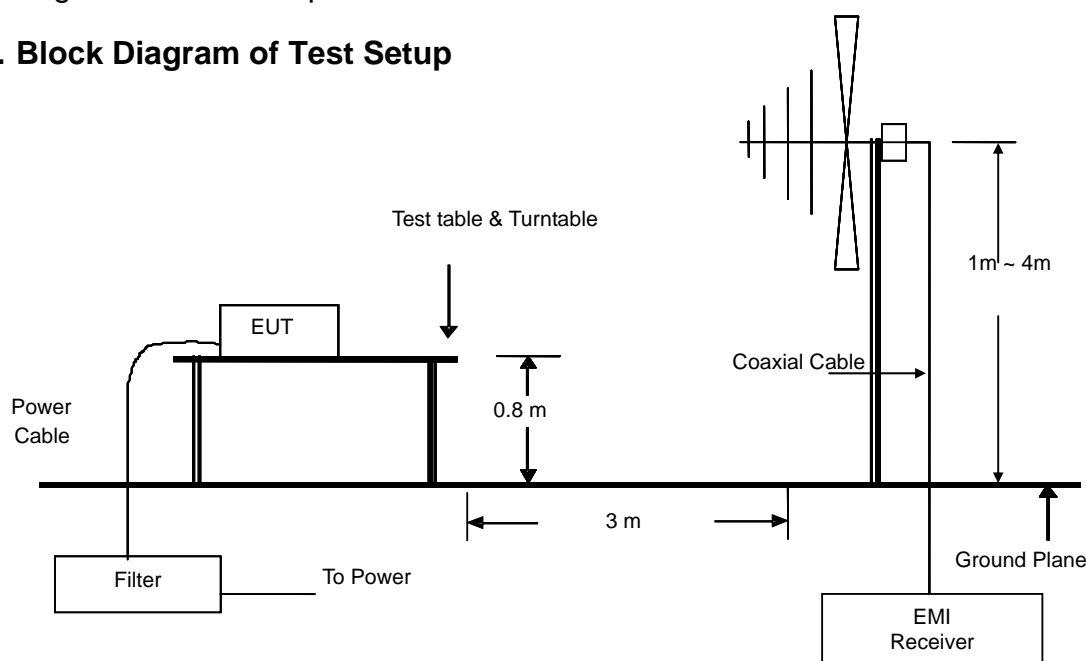 . Block Diagram of Test Setup
Test table & Turntable
1m ~ 4m
EUT
Coaxial Cable
0.8 m
Power
Cable
3 m
Ground Plane
Filter
To Power
EMI
Receiver